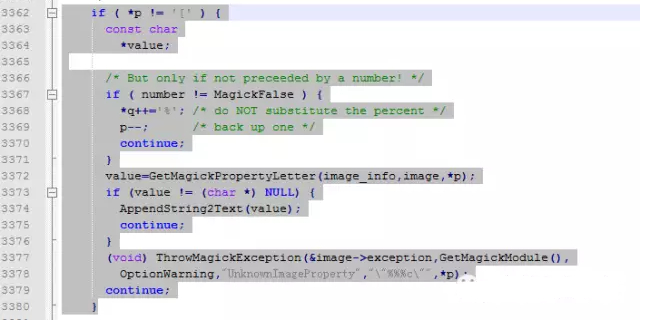 3362 if ( *p != '[' ) {
3363 const char
3364 *value;
3365
3366 /* But only if not preceeded by a number! */
3367 if ( number != MagickFalse ) {
3368 *q++='%'; /* do NOT substitute the percent */
3369 p--; /* back up one */
3370 continue;
3371 }
3372 value=GetMagickPropertyLetter(image_info,image,*p);
3373 if (value != (char *) NULL) {
3374 AppendString2Text(value);
3375 continue;
3376 }
3377 (void) ThrowMagickException(&image->exception,GetMagickModule(),
3378 OptionWarning,"UnknownImageProperty","\"%%%c\"",*p);
3379 continue;
3380 }